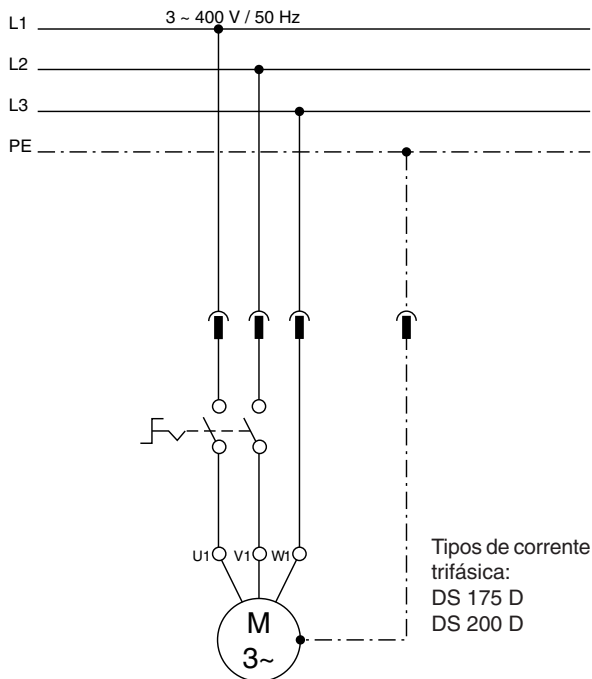 L1
3 ~ 400 V / 50 Hz
L2
L3
PE
U1 V1 W1
M
3~
Tipos de corrente
trifásica:
DS 175 D
DS 200 D